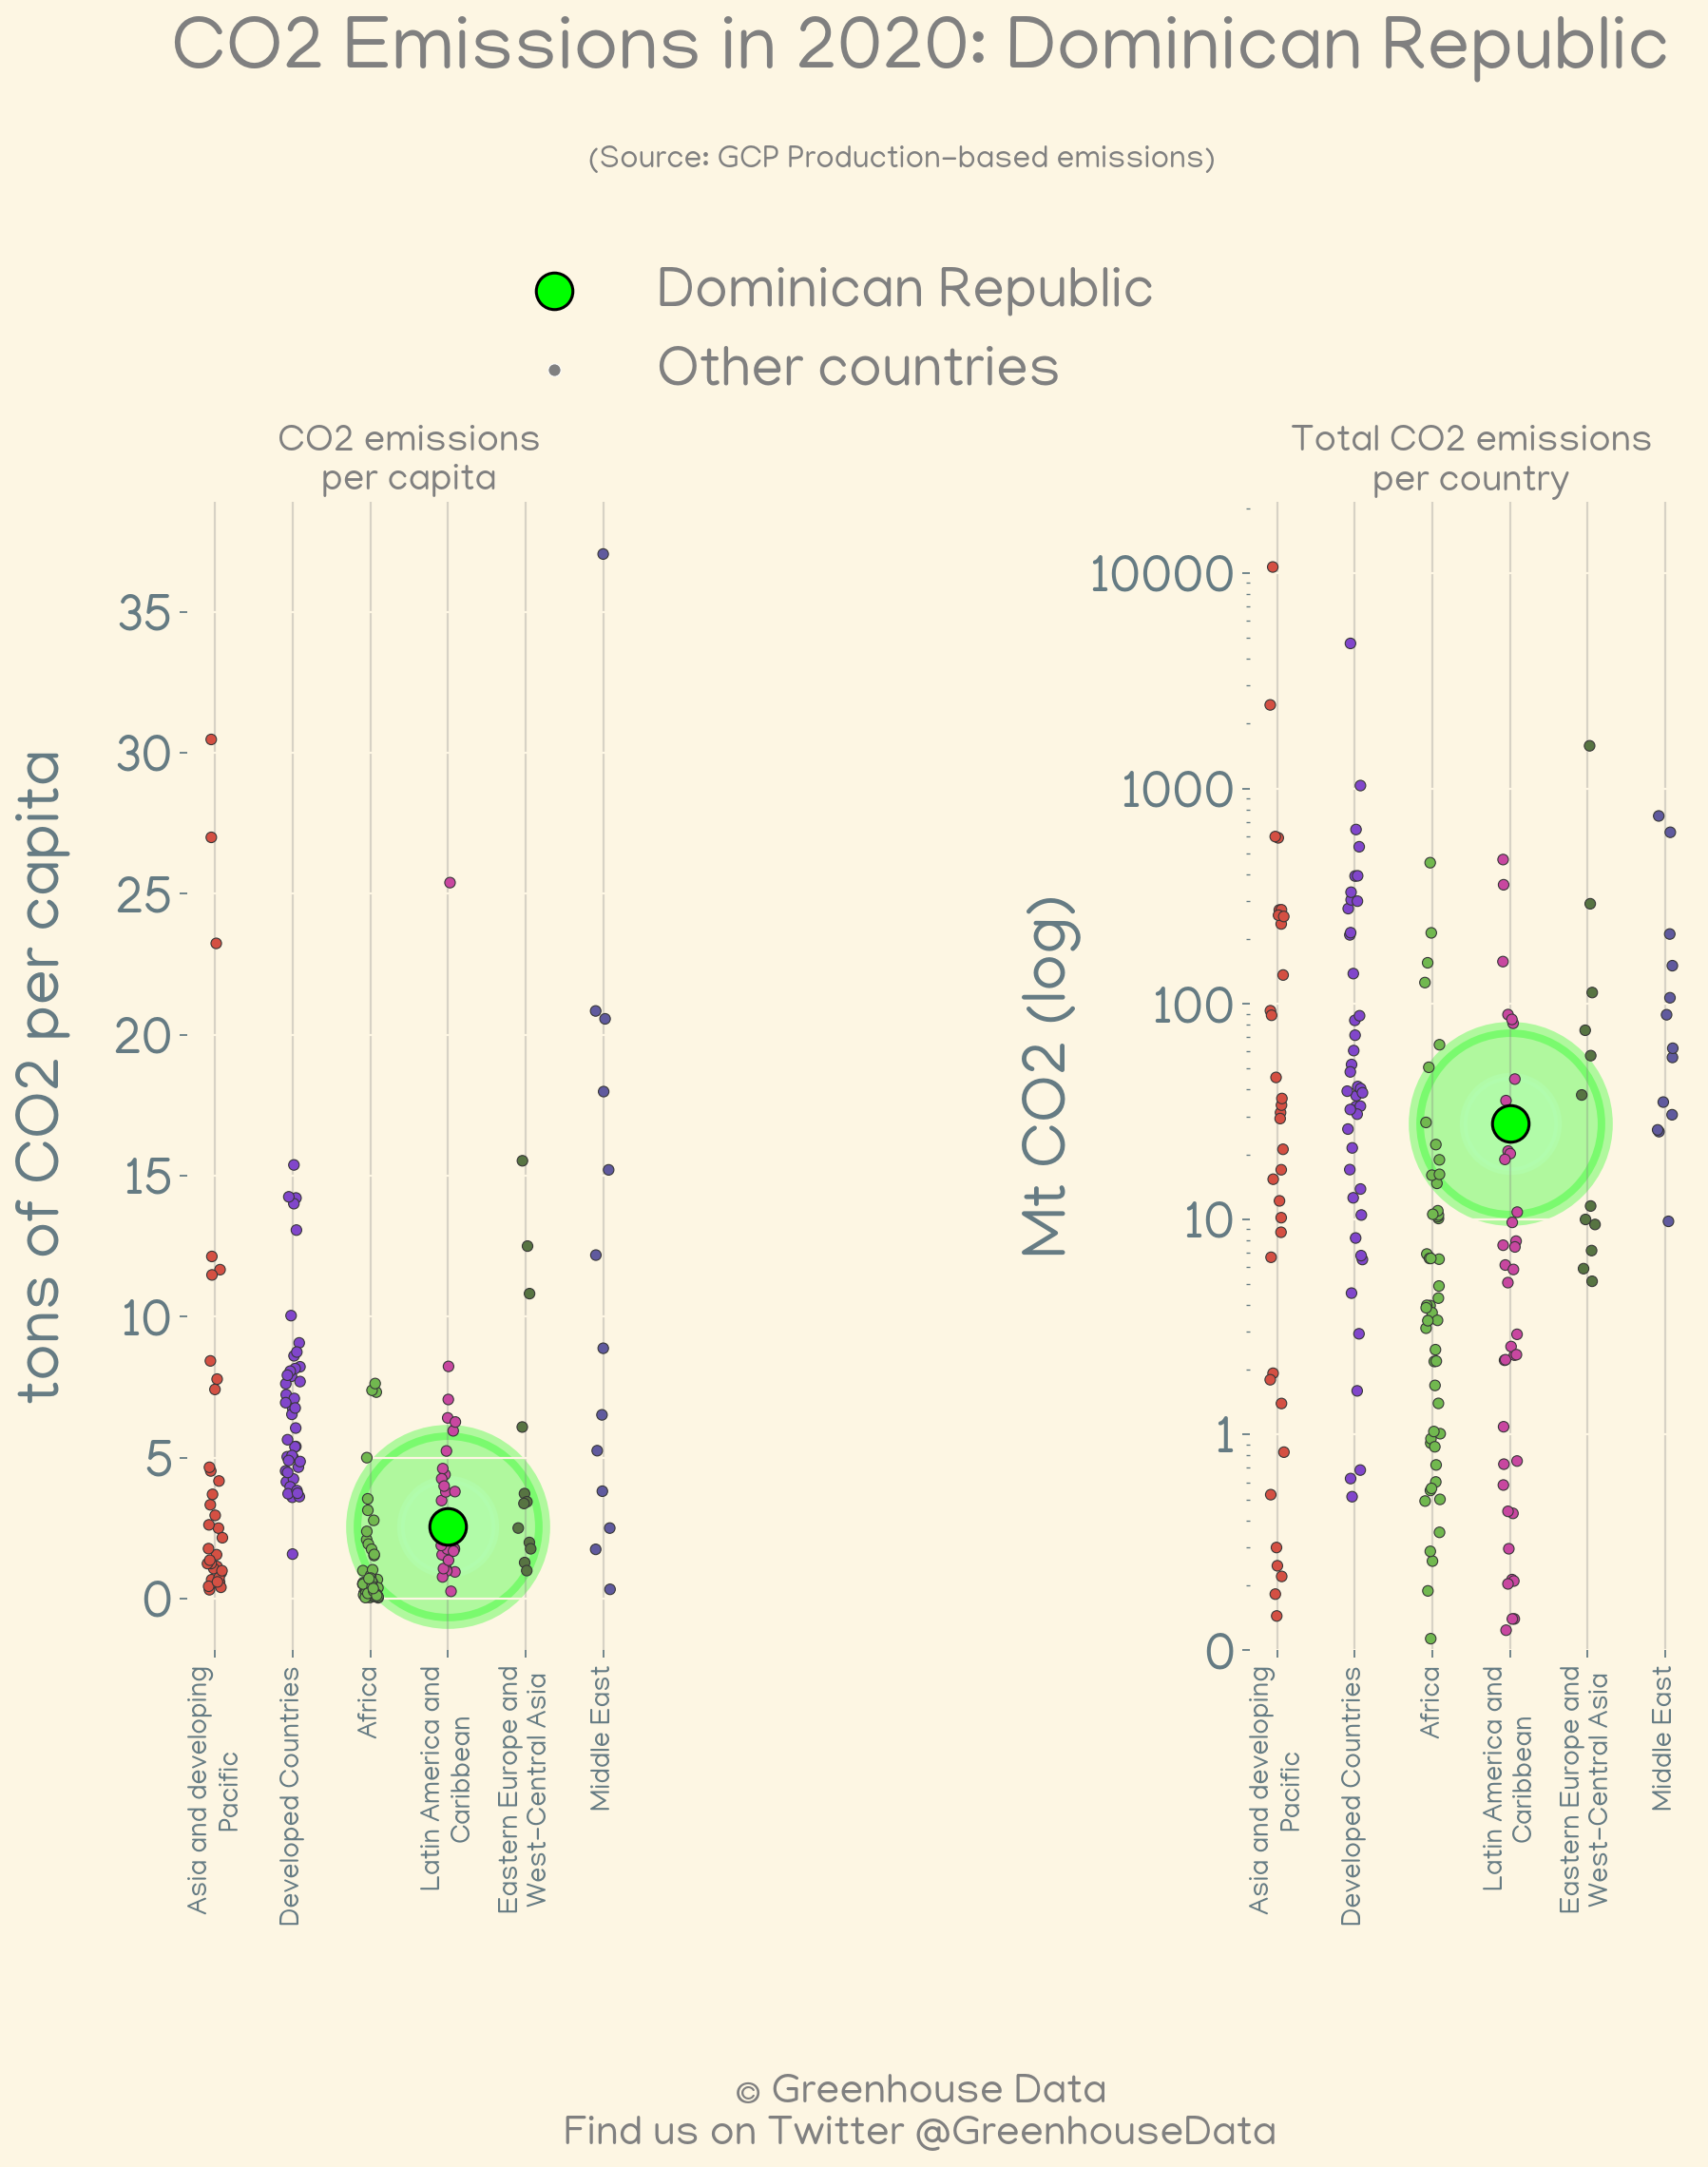 CO2 Emissions in 2020: Dominican Republic
(Source: GCP Production-based emissions)
Dominican Republic
Other countries
CO2 emissions
per capita
tons of CO2 per capita
35
30
25
20
15
10
5
0
Asia and developing
Pacific
Developed Countries
Africa
Latin America and
Caribbean
Eastern Europe and
West-Central Asia
Middle East
Total CO2 emissions
per country
Mt CO2 (log)
10000
1000
100
10
1
0
Asia and developing
Pacific
Developed Countries
Africa
Latin America and
Caribbean
Eastern Europe and
West-Central Asia
Middle East
© Greenhouse Data
Find us on Twitter @GreenhouseData